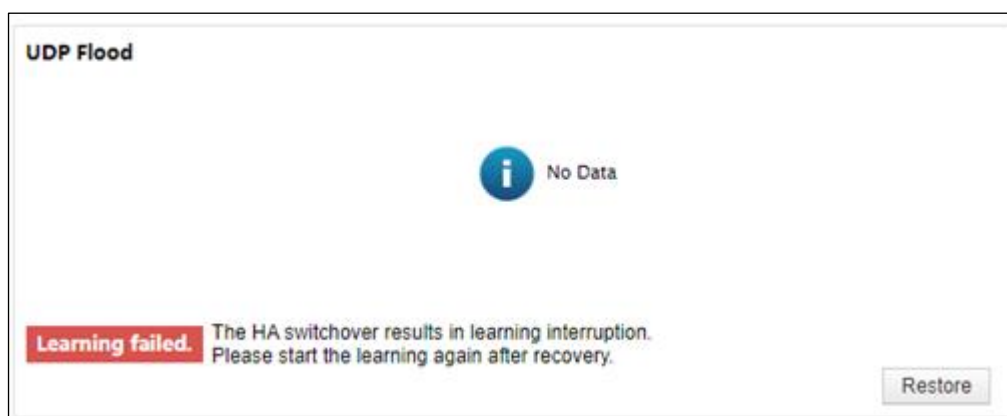 UDP Flood
i No Data
Learning failed.
The HA switchover results in learning interruption.
Please start the learning again after recovery.
Restore